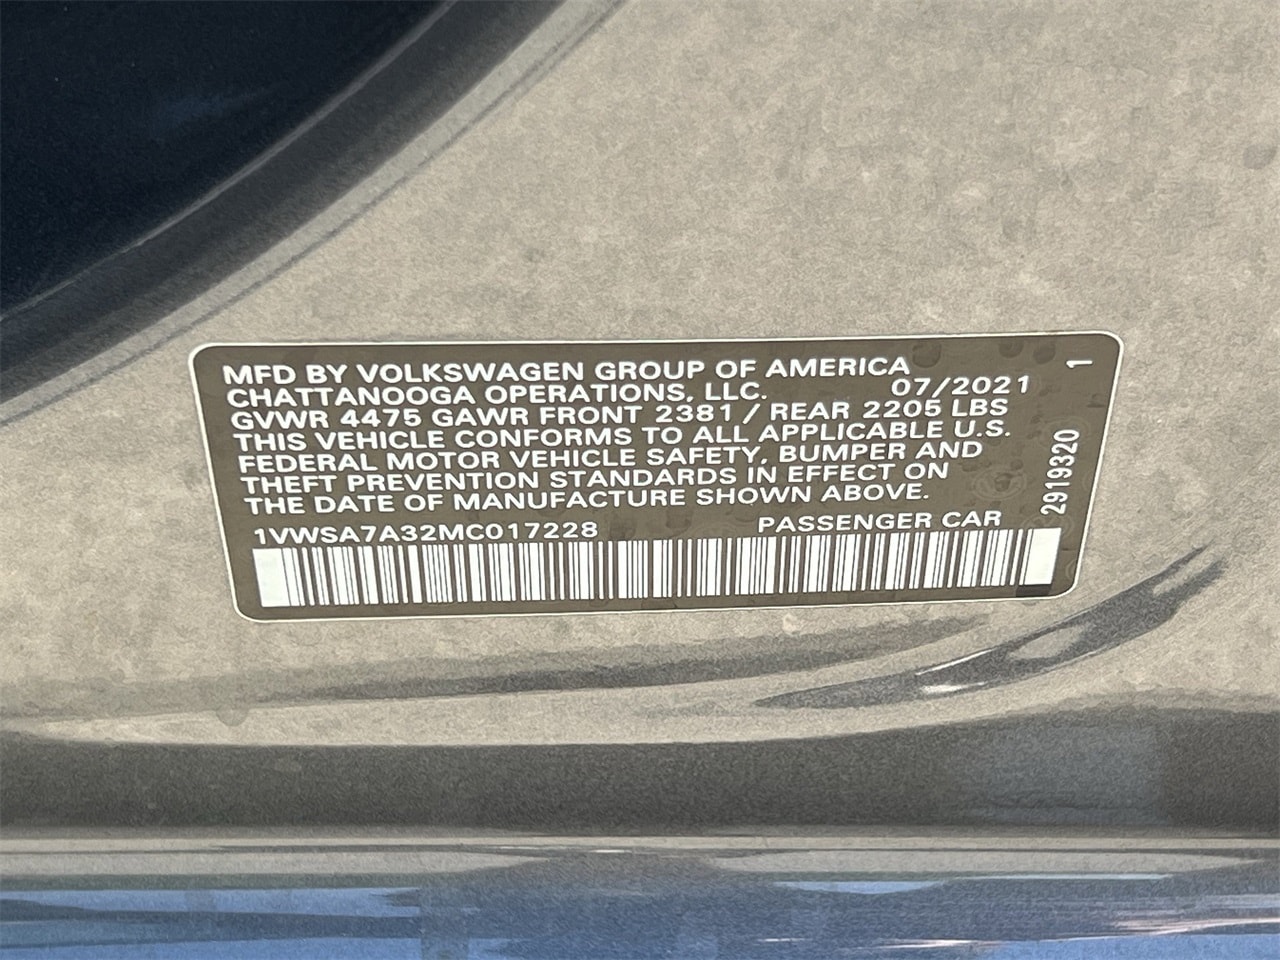 MFD BY VOLKSWAGEN GROUP OF AMERICA
CHATTANOOGA OPERATIONS, LLC. 07/2021
GVWR 4475 GAWR FRONT 2381 / REAR 2205 LBS
THIS VEHICLE CONFORMS TO ALL APPLICABLE U.S.
FEDERAL MOTOR VEHICLE SAFETY, BUMPER AND
THEFT PREVENTION STANDARDS IN EFFECT ON
THE DATE OF MANUFACTURE SHOWN ABOVE.
1VWSA7A32MC017228 PASSENGER CAR
2919320 1